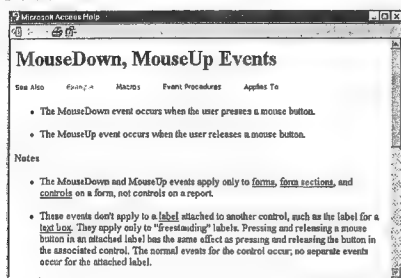 Microsoft Access Help
MouseDown, MouseUp Events
See Also Example Macros Event Procedures Applies To
• The MouseDown event occurs when the user presses a mouse button.
• The MouseUp event occurs when the user releases a mouse button.
Notes
• The MouseDown and MouseUp events apply only to forms, form sections, and
controls on a form, not controls on a report.
• These events don't apply to a label attached to another control, such as the label for a
text box. They apply only to "freestanding" labels. Pressing and releasing a mouse
button in an attached label has the same effect as pressing and releasing the button in
the associated control. The normal events for the control occur; no separate events
occur for the attached label.